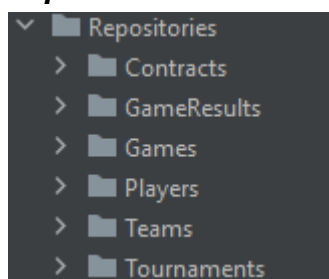 Repositories
Contracts
GameResults
Games
Players
Teams
Tournaments